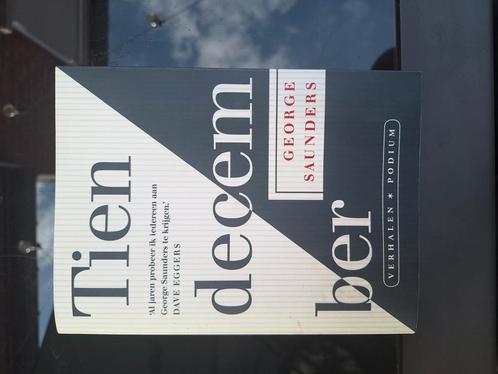 Tien
'Al jaren probeer ik iedereen aan
George Saunders te krijgen.'
DAVE EGGERS
decem
GEORGE
SAUNDERS
ber
VERHALEN * PODIUM